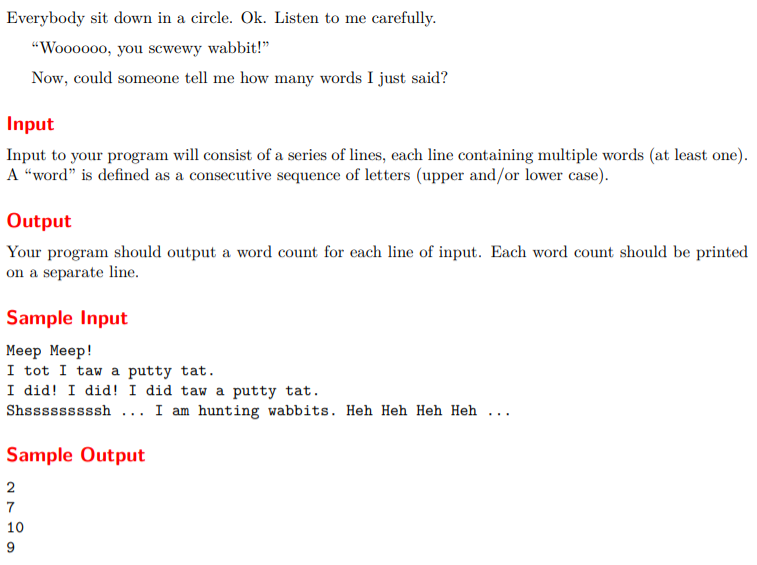 Everybody sit down in a circle. Ok. Listen to me carefully.
“Woooooo, you scwewy wabbit!”
Now, could someone tell me how many words I just said?
Input
Input to your program will consist of a series of lines, each line containing multiple words (at least one).
A “word” is defined as a consecutive sequence of letters (upper and/or lower case).
Output
Your program should output a word count for each line of input. Each word count should be printed
on a separate line.
Sample Input
Meep Meep!
I tot I taw a putty tat.
I did! I did! I did taw a putty tat.
Shsssssssssh ... I am hunting wabbits. Heh Heh Heh Heh ...
Sample Output
2
7
10
9